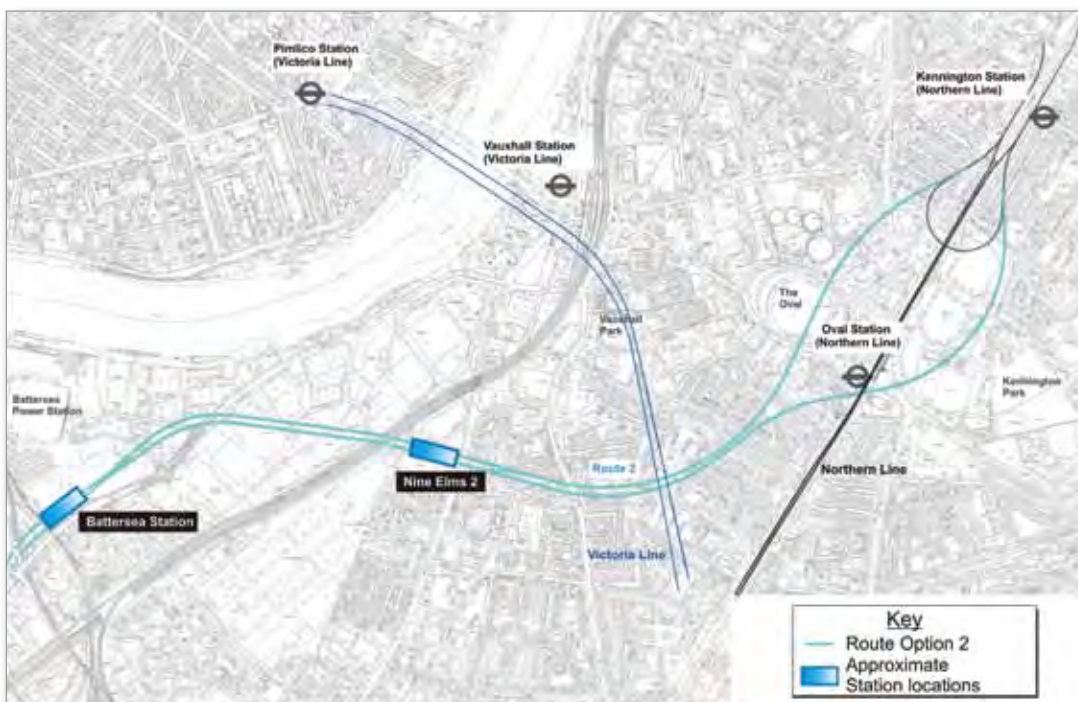 Pimlico Station
(Victoria Line)
Kennington Station
(Northern Line)
Vauxhall Station
(Victoria Line)
The
Oval
Vauxhall
Park
Oval Station
(Northern Line)
Kennington
Park
Battersea
Power Station
Route 2
Northern Line
Nine Elms 2
Battersea Station
Victoria Line
Key
Route Option 2
Approximate
Station locations